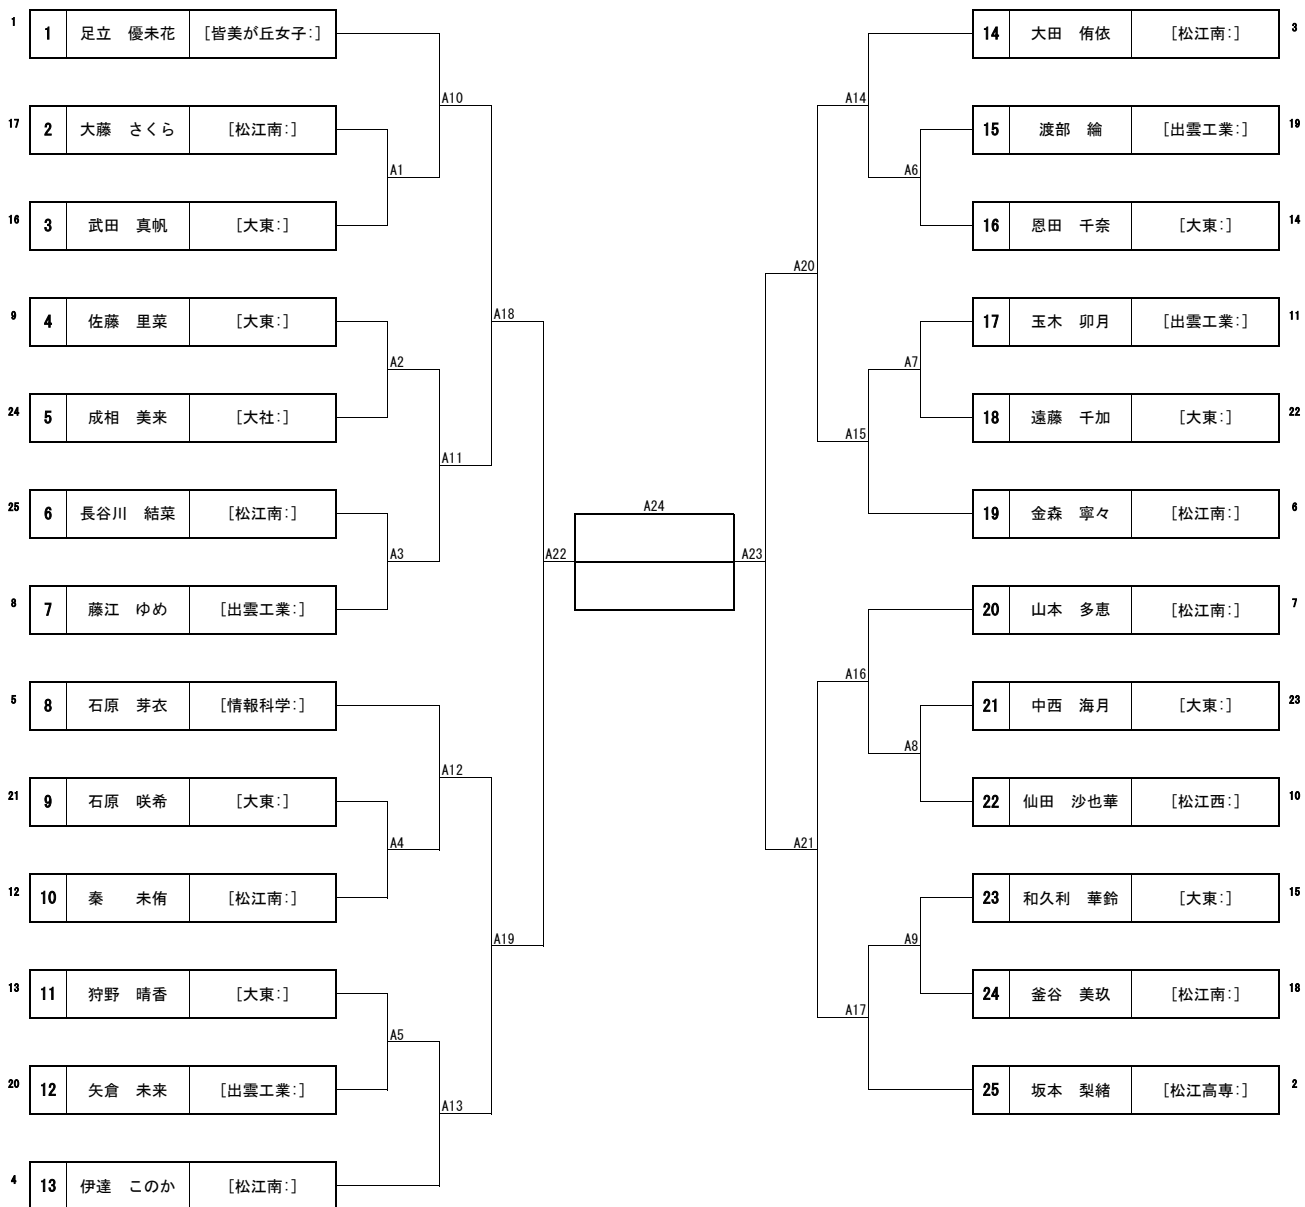 1 1 足立 優未花 [皆美が丘女子:]
17 2 大藤 さくら [松江南:]
16 3 武田 真帆 [大東:]
9 4 佐藤 里菜 [大東:]
24 5 成相 美来 [大社:]
25 6 長谷川 結菜 [松江南:]
8 7 藤江 ゆめ [出雲工業:]
5 8 石原 芽衣 [情報科学:]
21 9 石原 咲希 [大東:]
12 10 秦 未侑 [松江南:]
13 11 狩野 晴香 [大東:]
20 12 矢倉 未来 [出雲工業:]
4 13 伊達 このか [松江南:]
A10
A1
A2
A11
A3
A18
A12
A4
A5
A13
A19
A22
A24
A23
A20
A21
A14
A6
A7
A15
A16
A8
A9
A17
14 大田 侑依 [松江南:] 3
15 渡部 綸 [出雲工業:] 19
16 恩田 千奈 [大東:] 14
17 玉木 卯月 [出雲工業:] 11
18 遠藤 千加 [大東:] 22
19 金森 寧々 [松江南:] 6
20 山本 多恵 [松江南:] 7
21 中西 海月 [大東:] 23
22 仙田 沙也華 [松江西:] 10
23 和久利 華鈴 [大東:] 15
24 釜谷 美玖 [松江南:] 18
25 坂本 梨緒 [松江高専:] 2